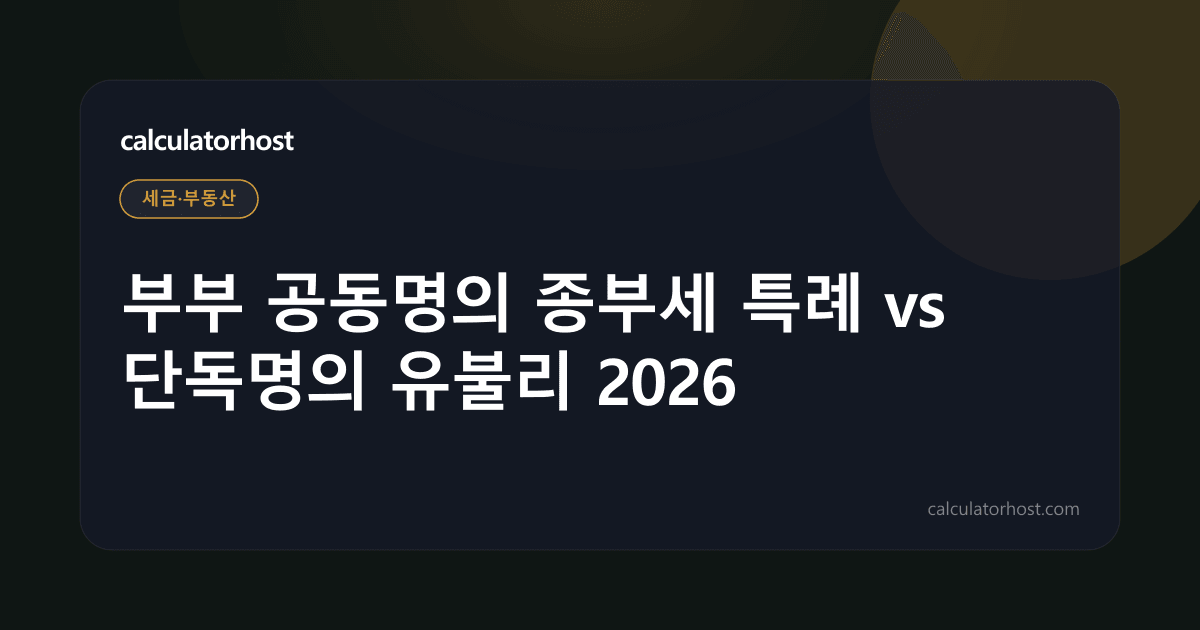 calculatorhost
세금·부동산
부부 공동명의 종부세 특례 vs
단독명의 유불리 2026
calculatorhost.com